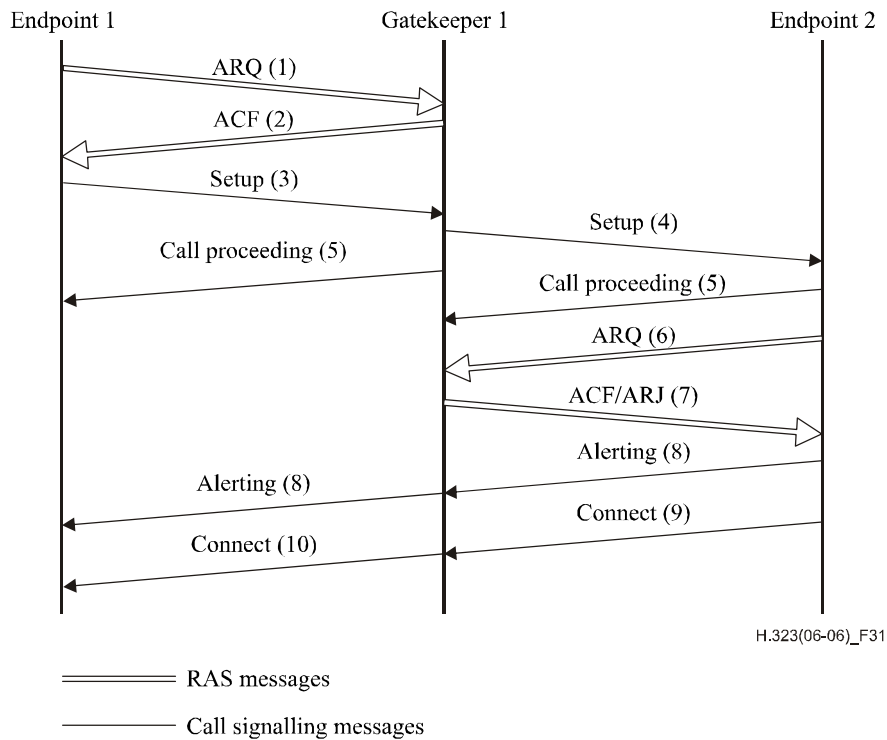 Endpoint 1
Gatekeeper 1
Endpoint 2
ARQ (1)
ACF (2)
Setup (3)
Setup (4)
Call proceeding (5)
Call proceeding (5)
ARQ (6)
ACF/ARJ (7)
Alerting (8)
Alerting (8)
Connect (9)
Connect (10)
H.323(06-06)_F31
RAS messages
Call signalling messages